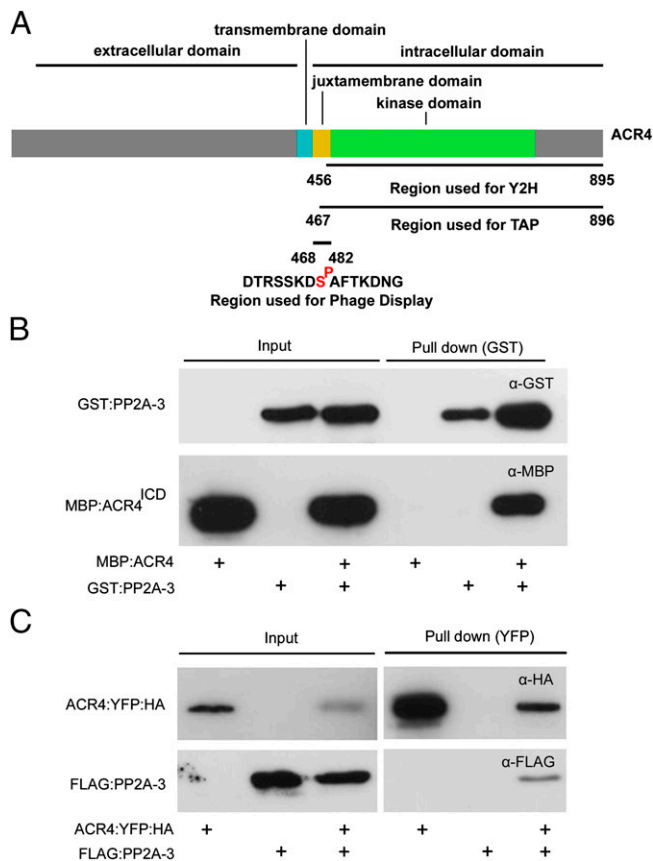 A
transmembrane domain
extracellular domain
intracellular domain
juxtamembrane domain
kinase domain
ACR4
456
895
Region used for Y2H
467
896
Region used for TAP
468
482
DTRSSKDSPAFTKDNG
Region used for Phage Display
B
Input
Pull down (GST)
GST:PP2A-3
α-GST
MBP:ACR4ICD
α-MBP
MBP:ACR4 + + + +
GST:PP2A-3 + + + +
C
Input
Pull down (YFP)
ACR4:YFP:HA
α-HA
FLAG:PP2A-3
α-FLAG
ACR4:YFP:HA + + + +
FLAG:PP2A-3 + + + +